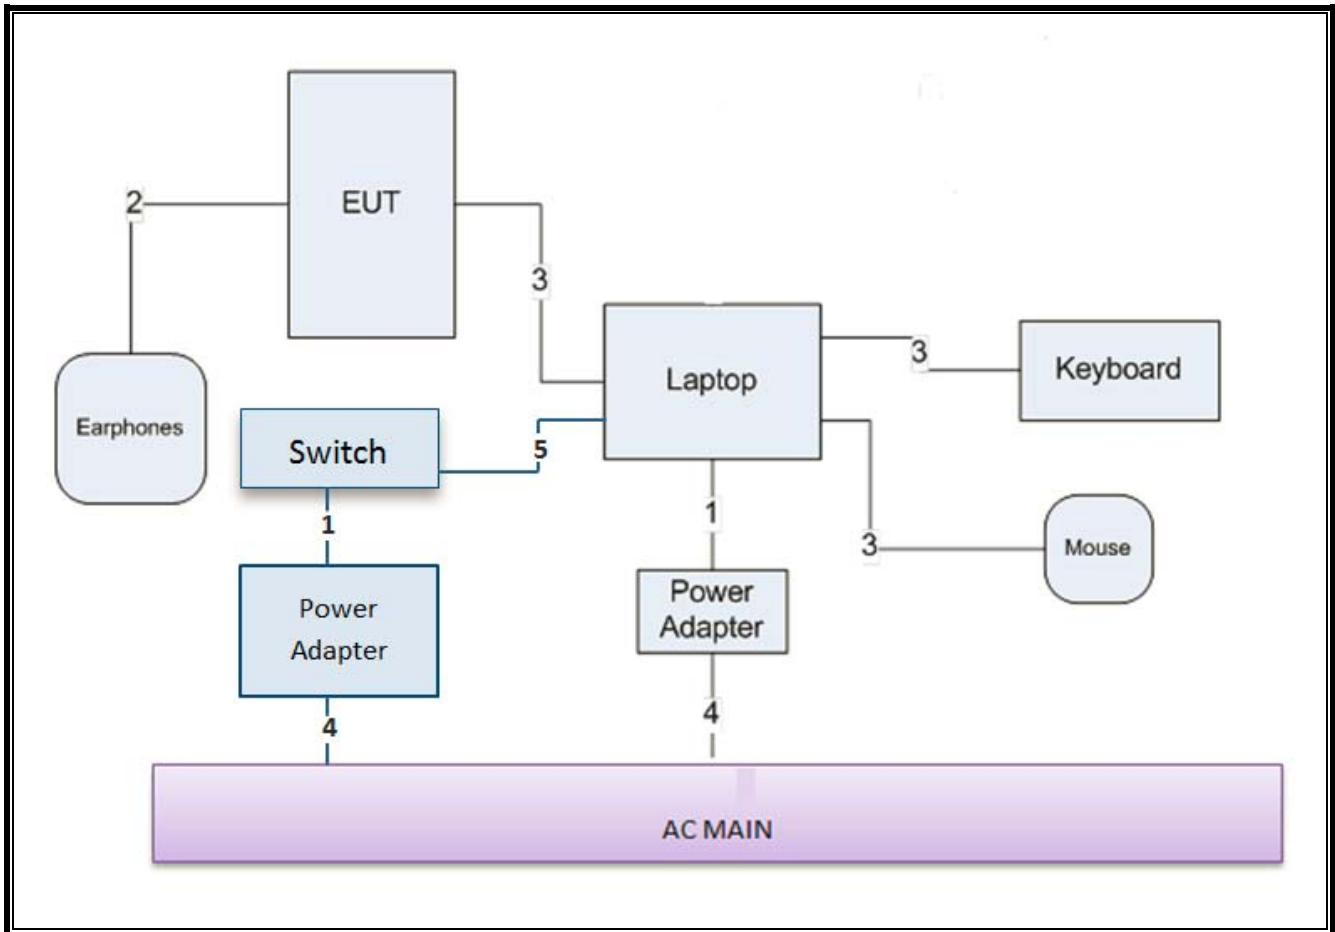 EUT
2
3
Laptop
3
Keyboard
Earphones
Switch
5
1
1
3
Mouse
Power
Adapter
Power
Adapter
4
4
AC MAIN